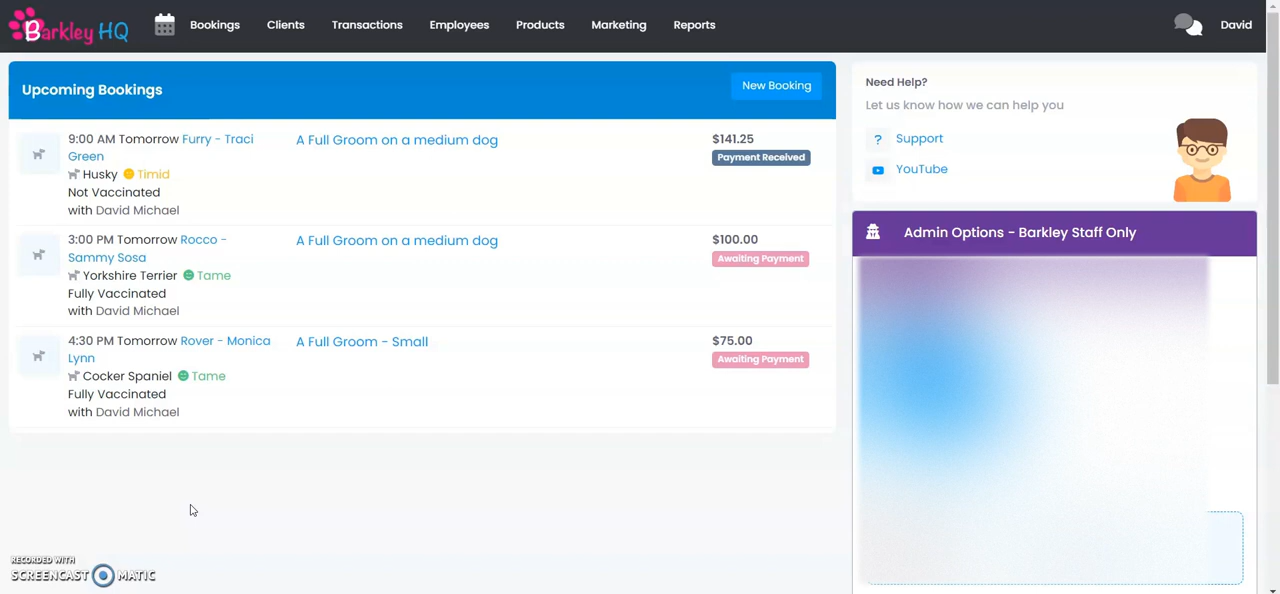 Barkley HQ
Bookings Clients Transactions Employees Products Marketing Reports David
Upcoming Bookings New Booking
9:00 AM Tomorrow Furry - Traci Green
Husky Timid
Not Vaccinated
with David Michael
A Full Groom on a medium dog
$141.25
Payment Received
3:00 PM Tomorrow Rocco -
Sammy Sosa
Yorkshire Terrier Tame
Fully Vaccinated
with David Michael
A Full Groom on a medium dog
$100.00
Awaiting Payment
4:30 PM Tomorrow Rover - Monica
Lynn
Cocker Spaniel Tame
Fully Vaccinated
with David Michael
A Full Groom - Small
$75.00
Awaiting Payment
Need Help?
Let us know how we can help you
? Support
YouTube
Admin Options - Barkley Staff Only
RECORDED WITH
SCREENCAST MATIC